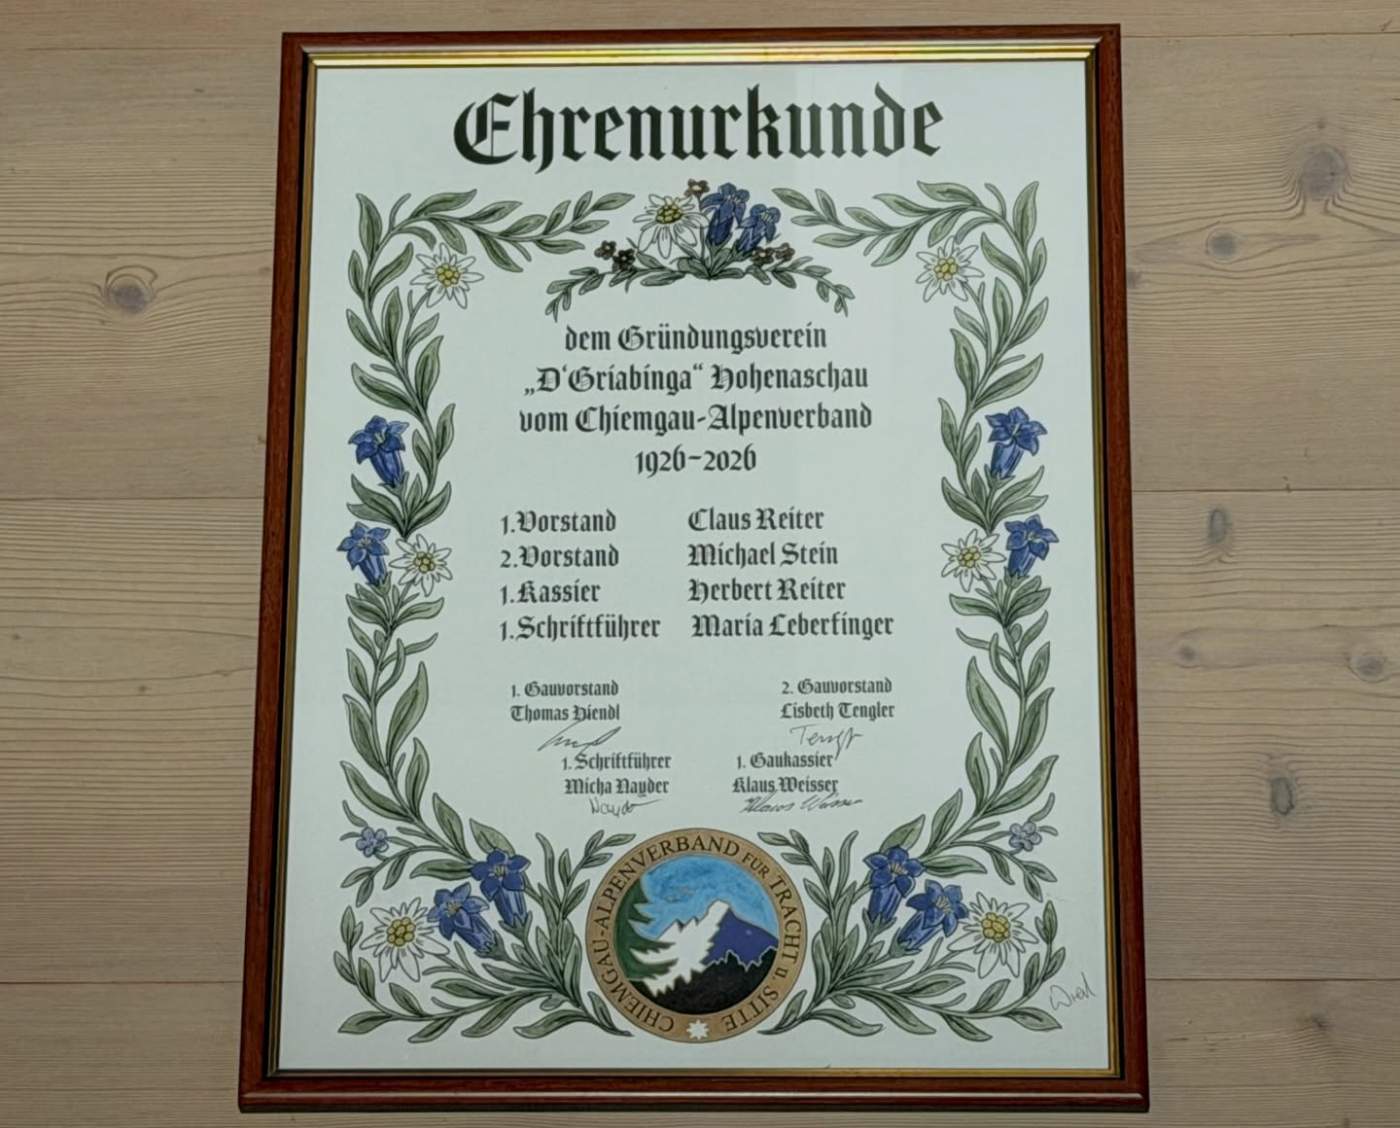 Ehrenurkunde
dem Gründungsverein
„D'Griabinga“ Hohenaschau
vom Chiemgau-Alpenverband
1926-2026
1.Vorstand Claus Reiter
2.Vorstand Michael Stein
1.Kassier Herbert Reiter
1.Schriftführer Maria Leberfinger
1. Gauvorstand 2. Gauvorstand
Thomas Hiendl Lisbeth Tengler
1.Schriftführer 1. Gaukassier
Micha Nayder Klaus Weisser
Klaus Weisser
CHIEMGAU-ALPENVERBAND FÜR TRACHT u. SITTE